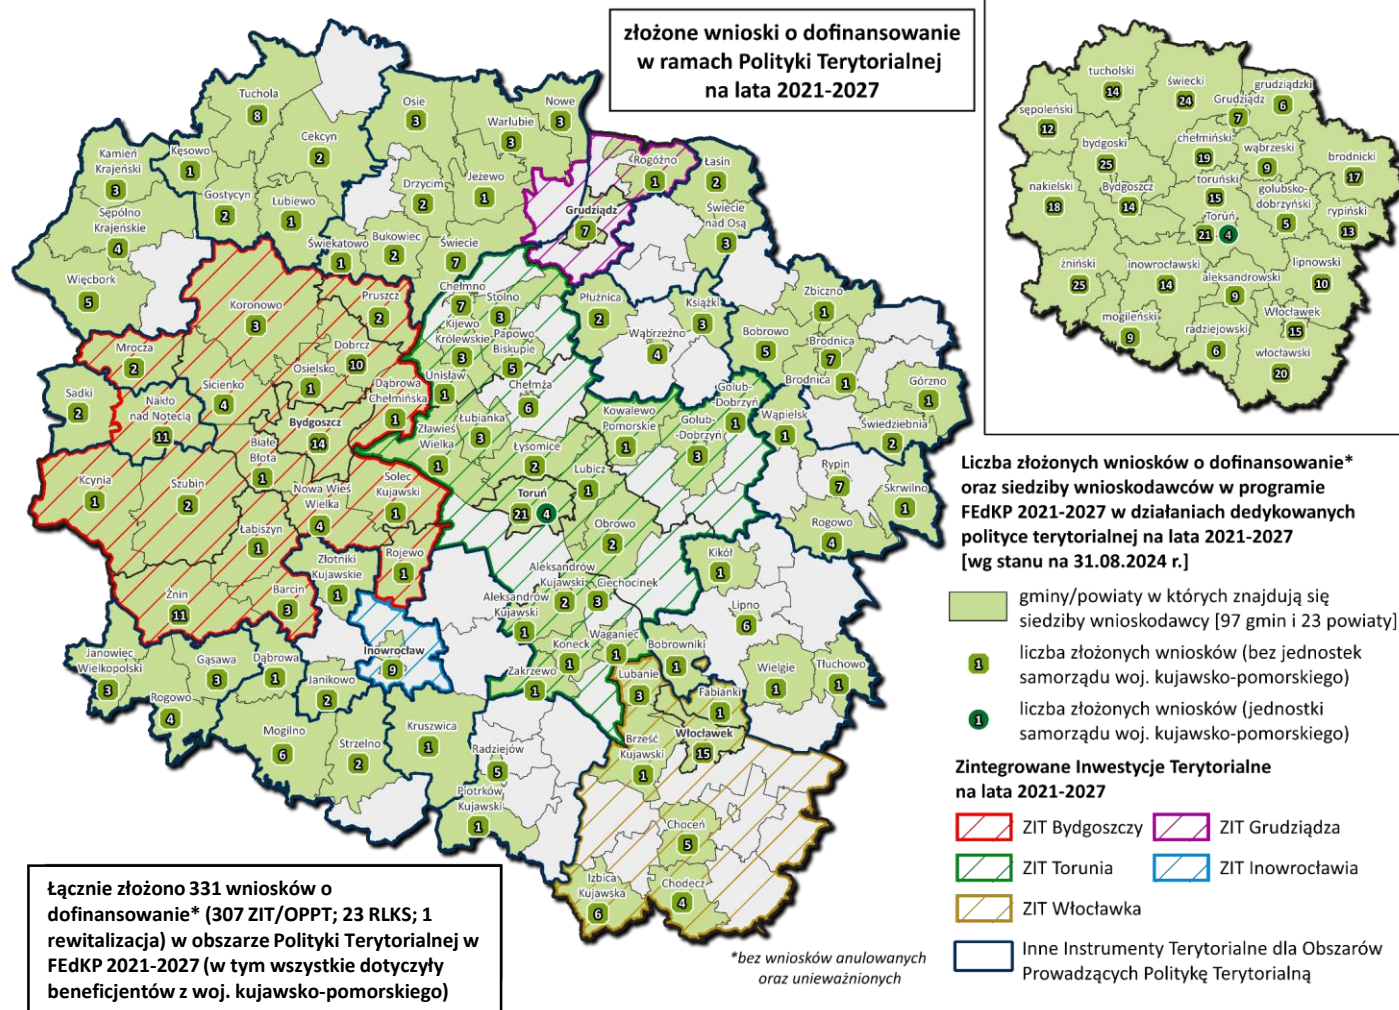 złożone wnioski o dofinansowanie
w ramach Polityki Terytorialnej
na lata 2021-2027
Tuchola
8
Cekcyn
2
Osie
3
Nowe
3
Warlubie
3
Kamień
Krajeński
3
Kęsowo
1
Gostycyn
2
Lubiewo
1
Drzycim
2
Jeżewo
1
Rogóźno
1
Łasin
2
Sępólno
Krajeńskie
4
Świekatowo
1
Bukowiec
2
Świecie
7
Grudziądz
7
Świecie
nad Osą
3
Więcbork
5
Koronowo
3
Pruszcz
2
Chełmno
7
Stolno
3
Płużnica
2
Książki
3
Zbiczno
1
Mrocza
2
Dobrcz
10
Kijewo
Królewskie
3
Papowo
Biskupie
5
Wąbrzeźno
4
Bobrowo
5
Brodnica
7
Brodnica
1
Sadki
2
Nakło
nad Notecią
11
Sicienko
4
Osielsko
1
Dąbrowa
Chełmińska
1
Unisław
1
Chełmża
6
Górzno
1
Bydgoszcz
14
Łubianka
3
Kowalewo
Pomorskie
1
Golub-
Dobrzyń
1
Golub-
-Dobrzyń
3
Wąpielsk
1
Świedziebnia
2
Białe
Błota
1
Zławieś
Wielka
1
Łysomice
2
Lubicz
1
Rypin
7
Skrwilno
1
Kcynia
1
Szubin
2
Nowa Wieś
Wielka
4
Solec
Kujawski
1
Toruń
21
4
Obrowo
2
Rogowo
4
Łabiszyn
1
Złotniki
Kujawskie
1
Rojewo
1
Kikół
1
Żnin
11
Barcin
3
Aleksandrów
Kujawski
2
Ciechocinek
3
Aleksandrów
Kujawski
1
Lipno
6
Janowiec
Wielkopolski
3
Gąsawa
3
Dąbrowa
1
Inowrocław
9
Koneck
1
Waganiec
1
Bobrowniki
1
Wielgie
1
Tłuchowo
1
Rogowo
4
Janikowo
2
Zakrzewo
1
Lubanie
3
Fabianki
1
Mogilno
6
Strzelno
2
Kruszwica
1
Radziejów
5
Brześć
Kujawski
1
Włocławek
15
Piotrków
Kujawski
1
Choceń
5
Izbica
Kujawska
6
Chodecz
4
tucholski
14
świecki
24
grudziądzki
6
Grudziądz
7
sępoleński
12
bydgoski
25
chełmiński
19
wąbrzeski
9
brodnicki
17
nakielski
18
Bydgoszcz
14
toruński
15
golubsko-
dobrzyński
5
rypiński
13
Toruń
21
4
żniński
25
inowrocławski
14
aleksandrowski
9
lipnowski
10
mogileński
9
radziejowski
6
Włocławek
15
włocławski
20
Liczba złożonych wniosków o dofinansowanie*
oraz siedziby wnioskodawców w programie
FEdKP 2021-2027 w działaniach dedykowanych
polityce terytorialnej na lata 2021-2027
[wg stanu na 31.08.2024 r.]
gminy/powiaty w których znajdują się
siedziby wnioskodawcy [97 gmin i 23 powiaty]
1
liczba złożonych wniosków (bez jednostek
samorządu woj. kujawsko-pomorskiego)
1
liczba złożonych wniosków (jednostki
samorządu woj. kujawsko-pomorskiego)
Zintegrowane Inwestycje Terytorialne
na lata 2021-2027
ZIT Bydgoszczy
ZIT Grudziądza
ZIT Torunia
ZIT Inowrocławia
ZIT Włocławka
Inne Instrumenty Terytorialne dla Obszarów
Prowadzących Politykę Terytorialną
Łącznie złożono 331 wniosków o
dofinansowanie* (307 ZIT/OPPT; 23 RLKS; 1
rewitalizacja) w obszarze Polityki Terytorialnej w
FEdKP 2021-2027 (w tym wszystkie dotyczyły
beneficjentów z woj. kujawsko-pomorskiego)
*bez wniosków anulowanych
oraz unieważnionych